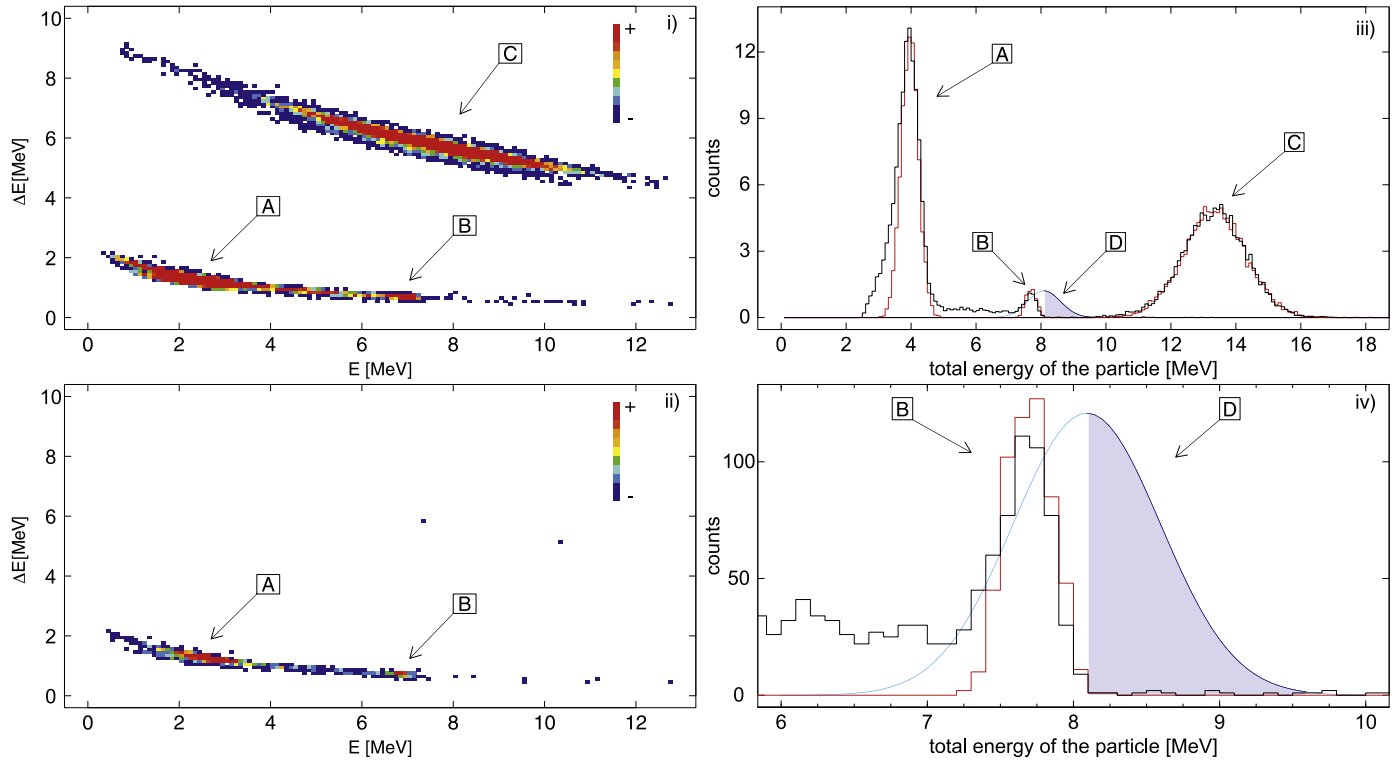 i)
+
-
C
A
B
ΔE[MeV]
10
8
6
4
2
0
0 2 4 6 8 10 12
E [MeV]
iii)
A
C
B
D
counts
12
9
6
3
0
0 2 4 6 8 10 12 14 16 18
total energy of the particle [MeV]
ii)
+
-
A
B
ΔE[MeV]
10
8
6
4
2
0
0 2 4 6 8 10 12
E [MeV]
iv)
B
D
counts
100
50
0
6 7 8 9 10
total energy of the particle [MeV]